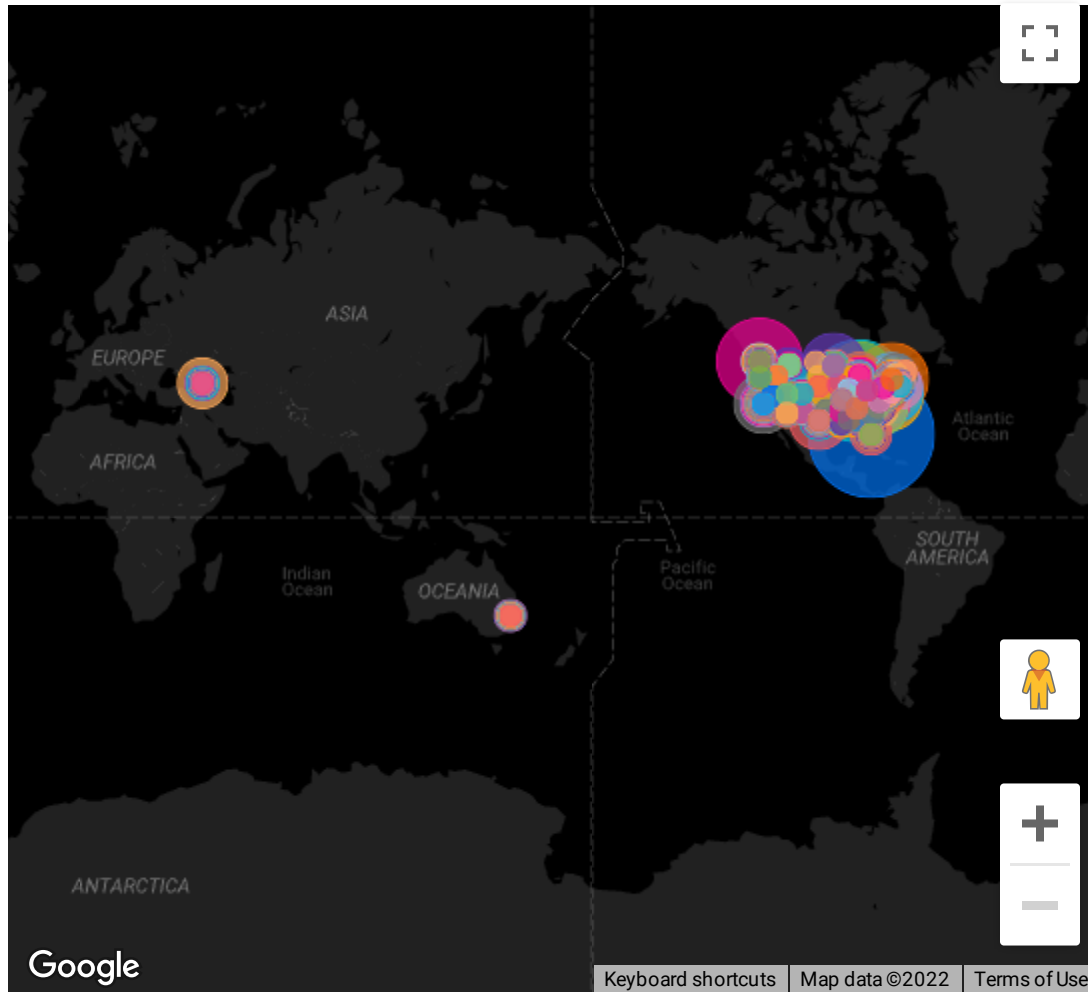 ASIA
EUROPE
AFRICA
Atlantic
Ocean
SOUTH
AMERICA
Indian
Ocean
OCEANIA
Pacific
Ocean
ANTARCTICA
Google
Keyboard shortcuts
Map data ©2022
Terms of Use